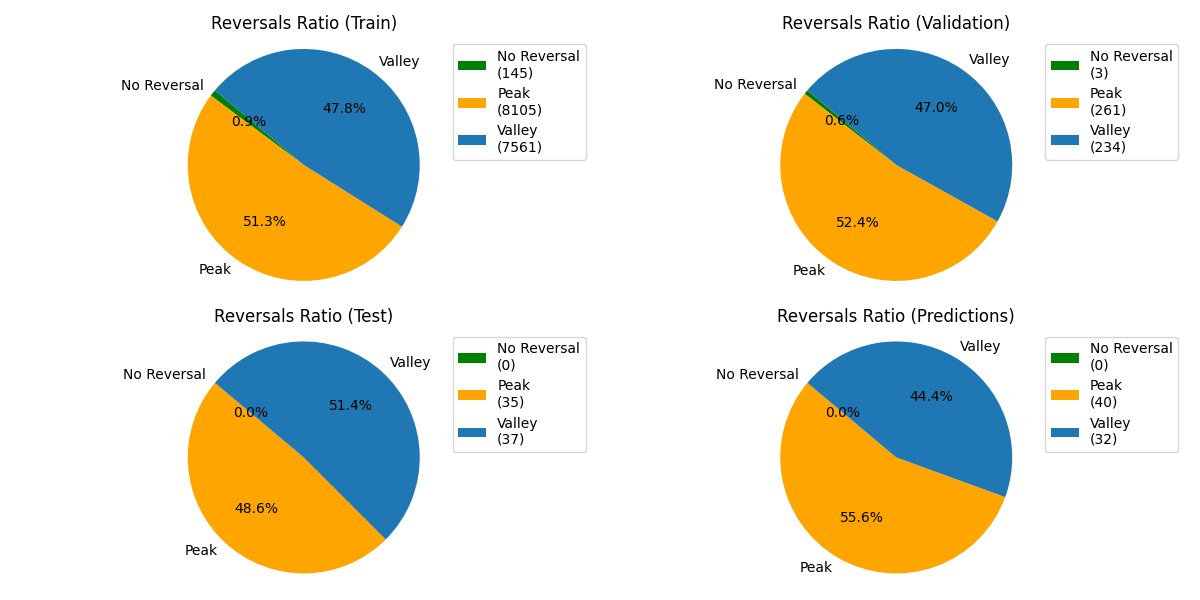 Reversals Ratio (Train)
No Reversal
Valley
Peak
0.9%
47.8%
51.3%
No Reversal
(145)
Peak
(8105)
Valley
(7561)
Reversals Ratio (Validation)
No Reversal
Valley
Peak
0.6%
47.0%
52.4%
No Reversal
(3)
Peak
(261)
Valley
(234)
Reversals Ratio (Test)
No Reversal
Valley
Peak
0.0%
51.4%
48.6%
No Reversal
(0)
Peak
(35)
Valley
(37)
Reversals Ratio (Predictions)
No Reversal
Valley
Peak
0.0%
44.4%
55.6%
No Reversal
(0)
Peak
(40)
Valley
(32)